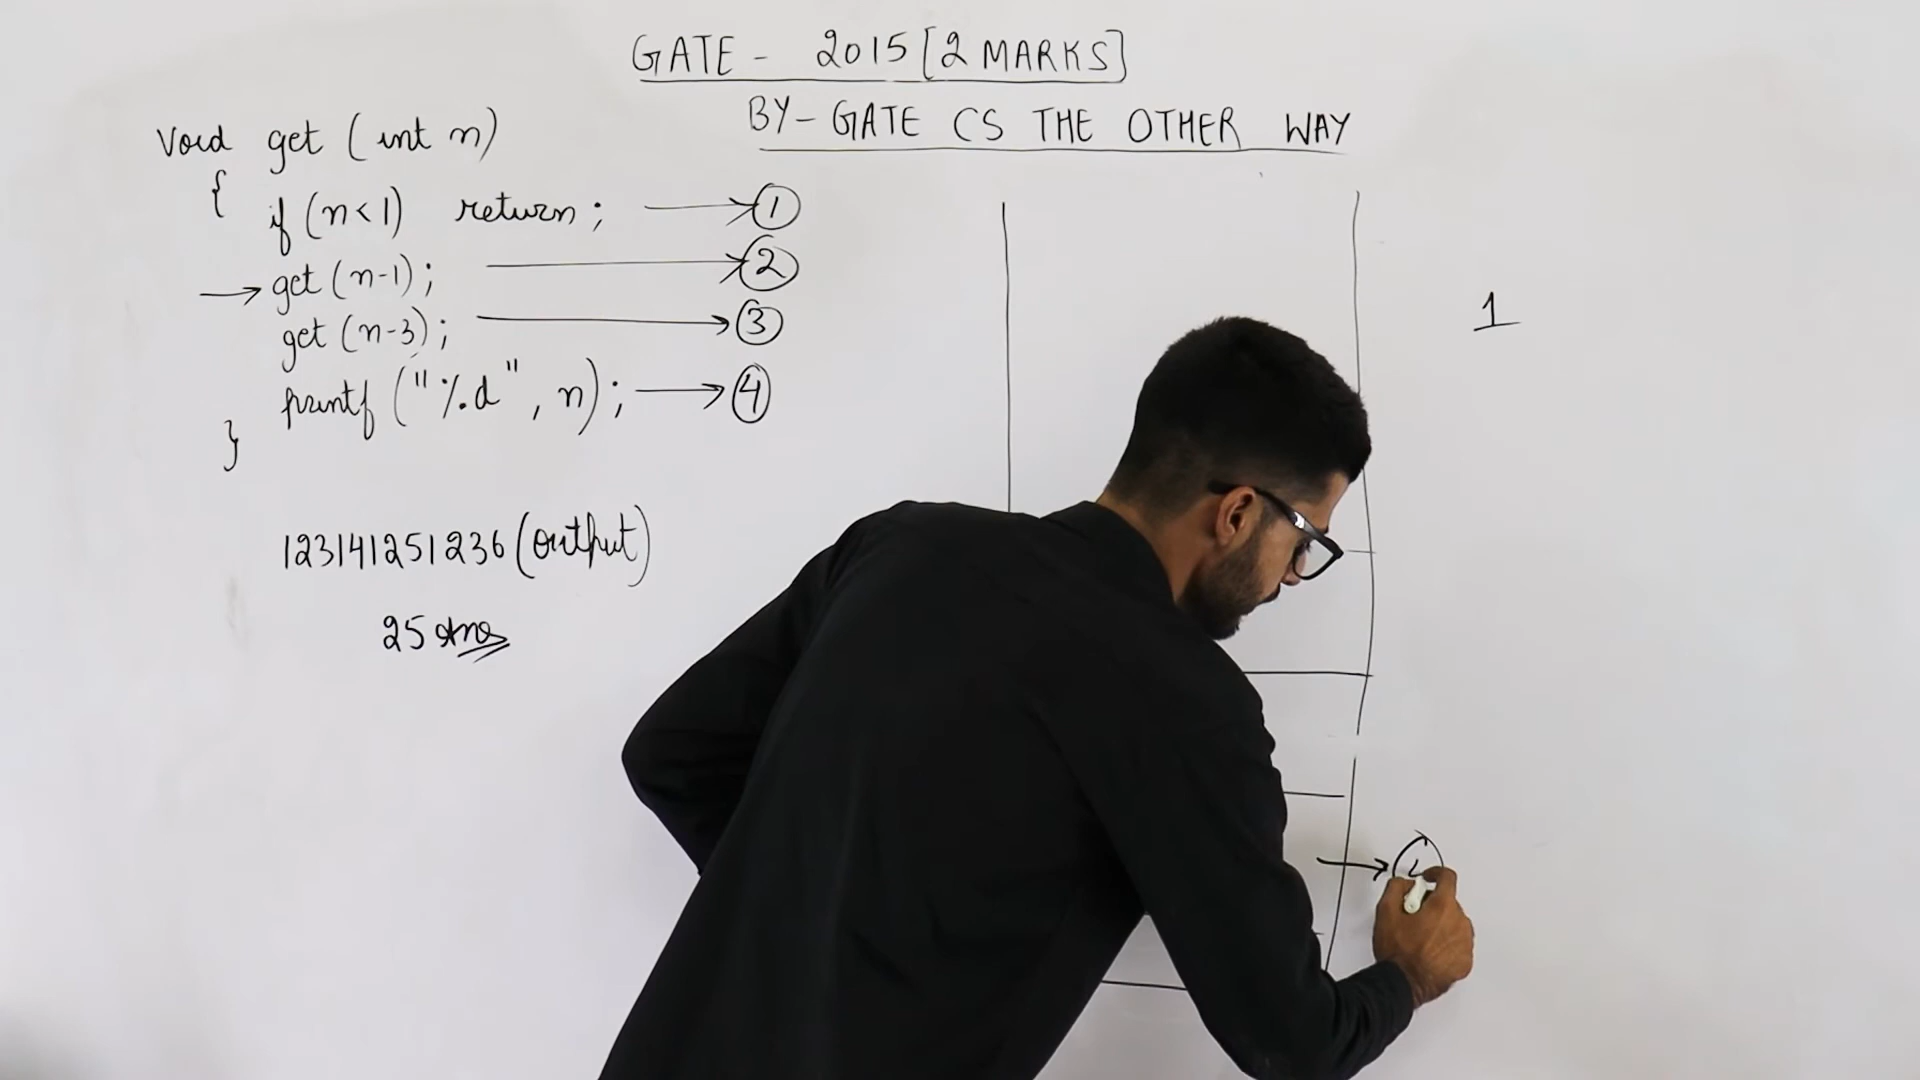 GATE - 2015 [2 MARKS]
BY - GATE CS THE OTHER WAY
Void get (int n)
{
if (n<1) return; → 1
→ get (n-1); → 2
get (n-3); → 3
printf ("%d", n); → 4
}
123141251236 (output)
25 Ans
1